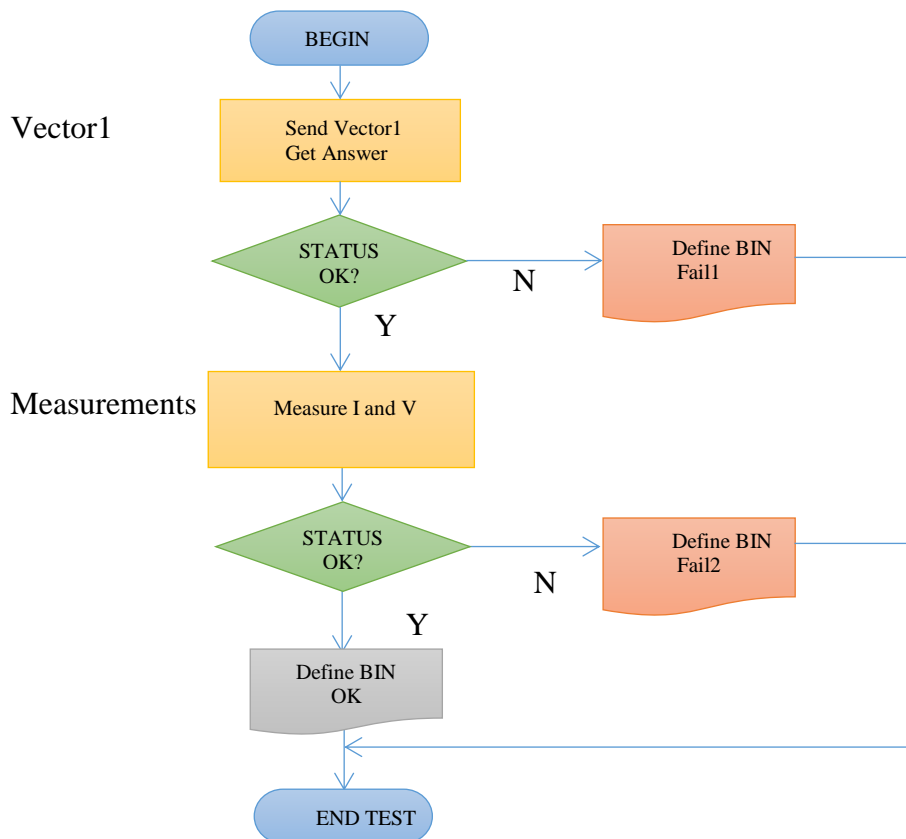 BEGIN
Vector1
Send Vector1
Get Answer
STATUS
OK?
N
Define BIN
Fail1
Y
Measurements
Measure I and V
STATUS
OK?
N
Define BIN
Fail2
Y
Define BIN
OK
END TEST